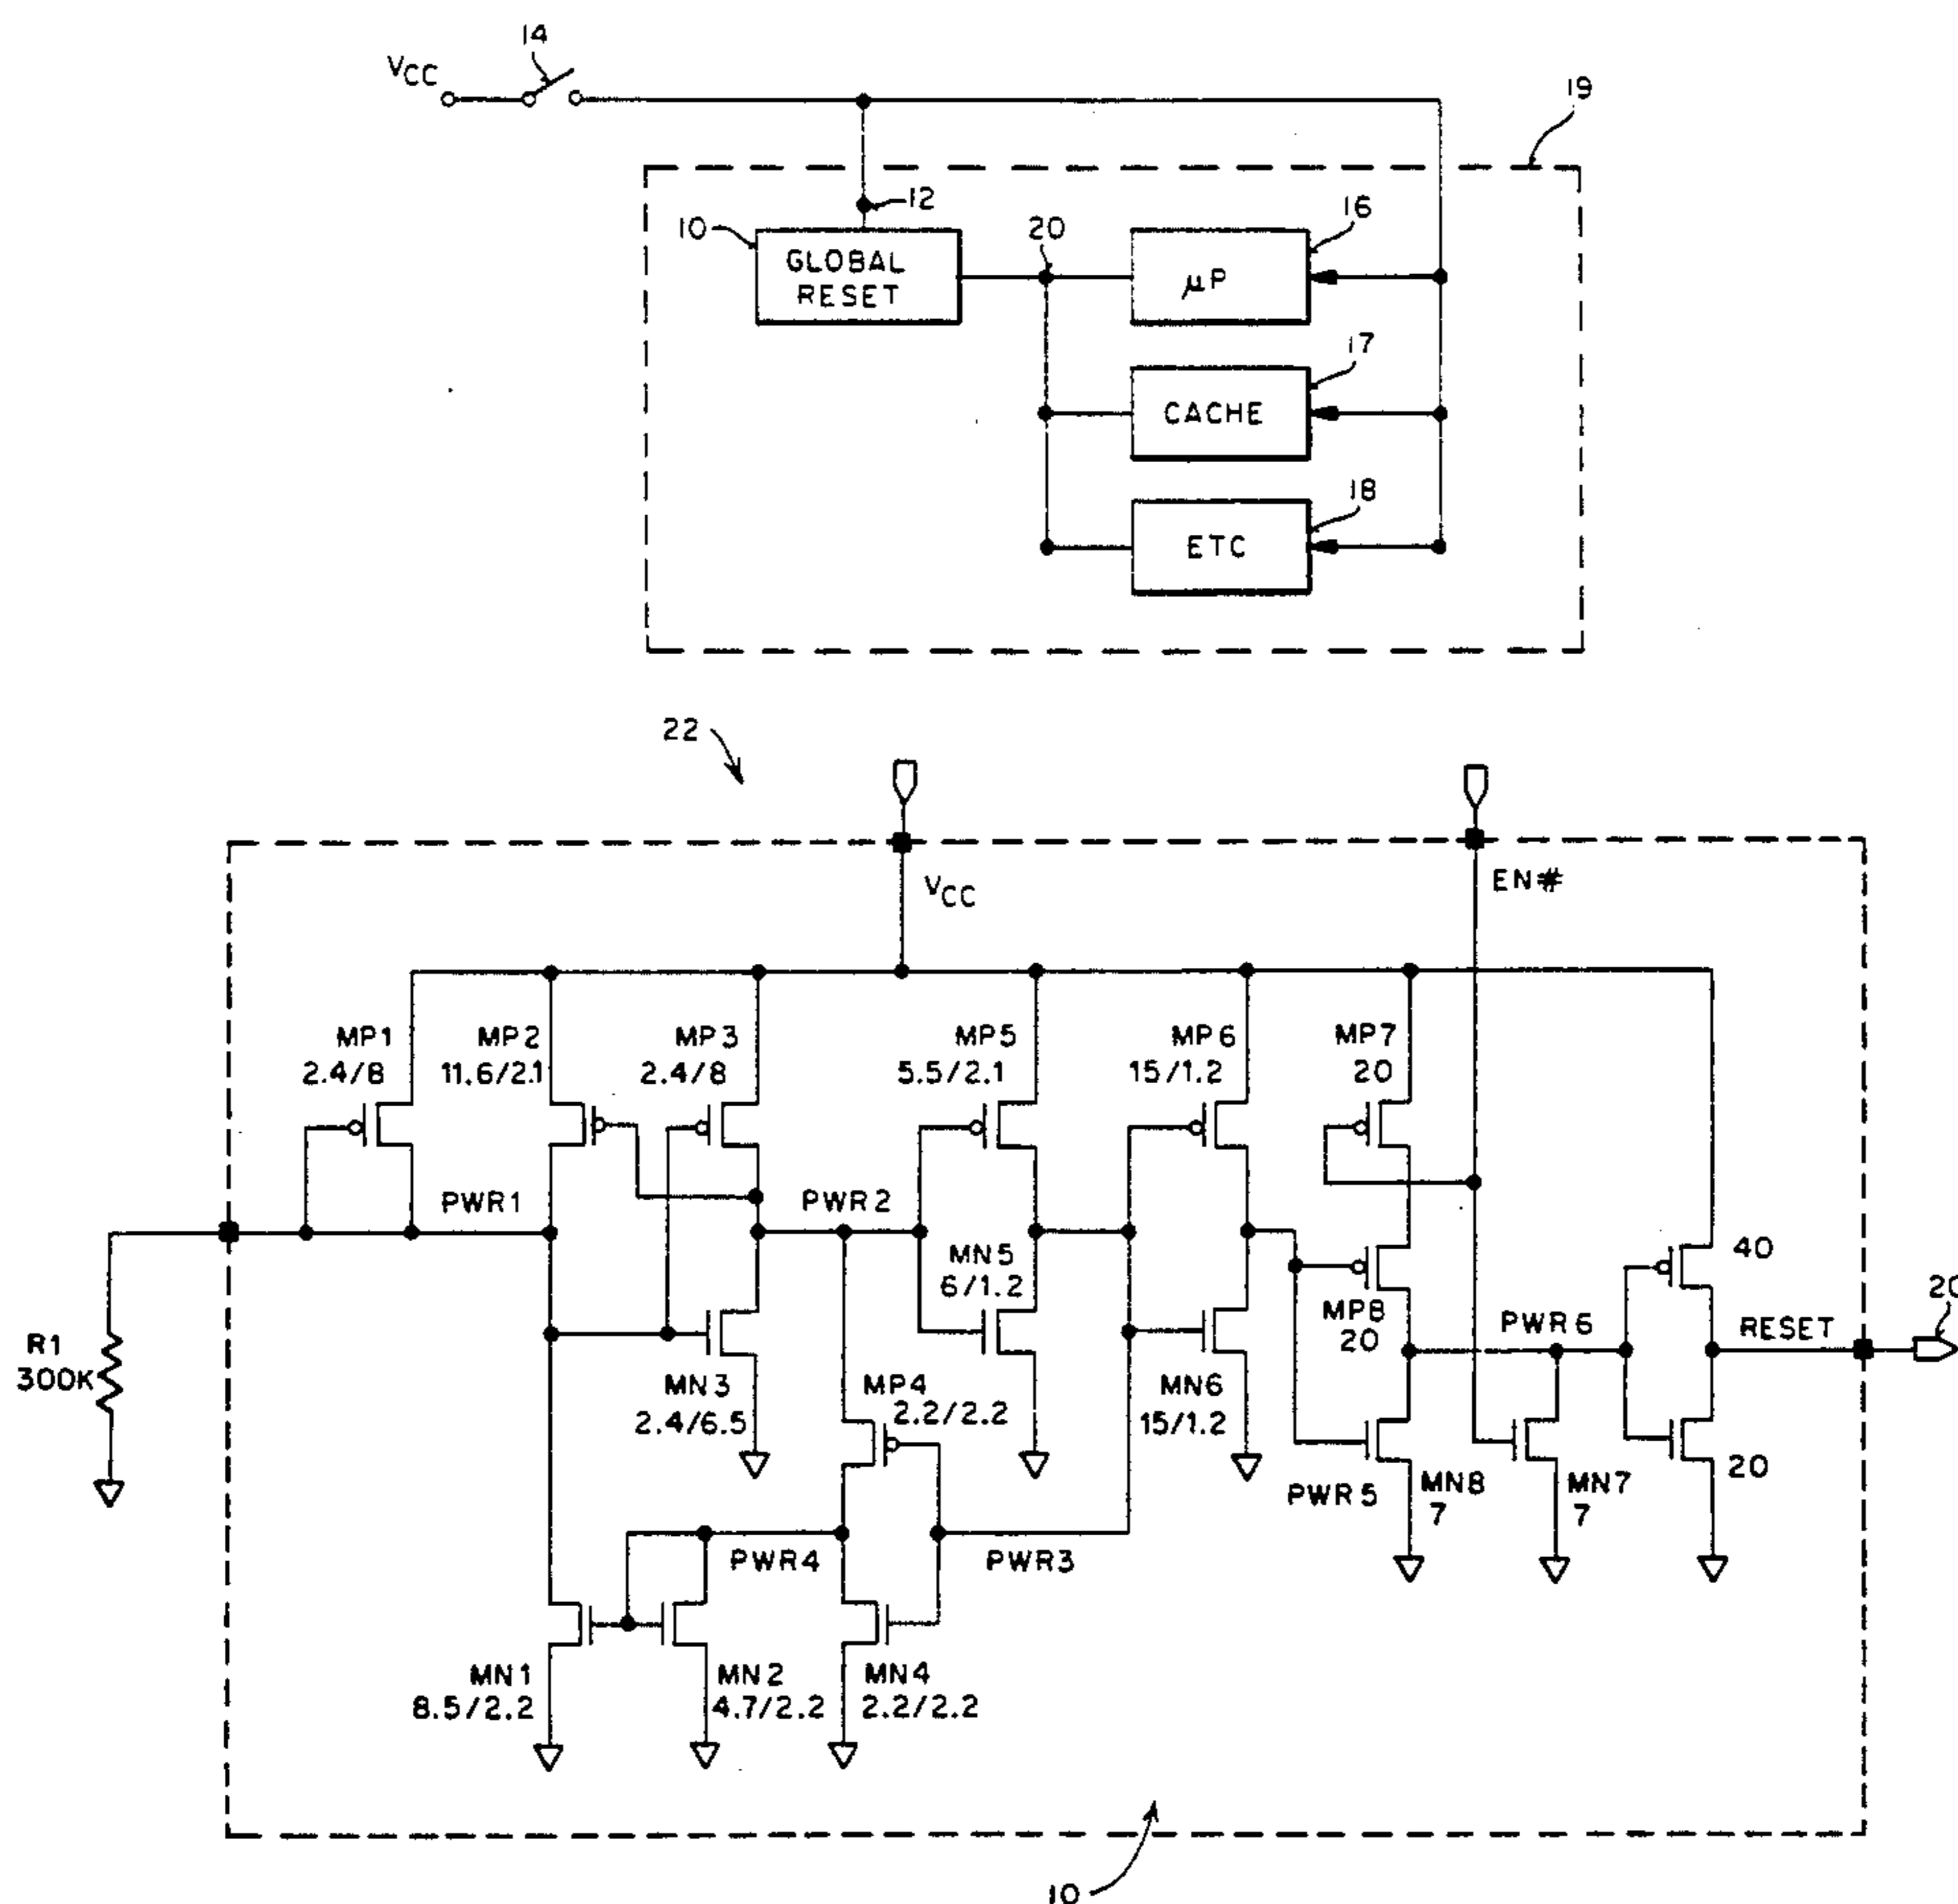 14
VCC
19
12
10
GLOBAL
RESET
20
16
μP
17
CACHE
18
ETC
22
VCC
EN#
MP1
2.4/8
MP2
11.6/2.1
MP3
2.4/8
MP5
5.5/2.1
MP6
15/1.2
MP7
20
PWR1
PWR2
MN5
6/1.2
MP8
20
PWR6
40
RESET
20
R1
300K
MN3
2.4/6.5
MP4
2.2/2.2
MN6
15/1.2
PWR5
MN8
7
MN7
7
20
PWR4
PWR3
MN1
8.5/2.2
MN2
4.7/2.2
MN4
2.2/2.2
10